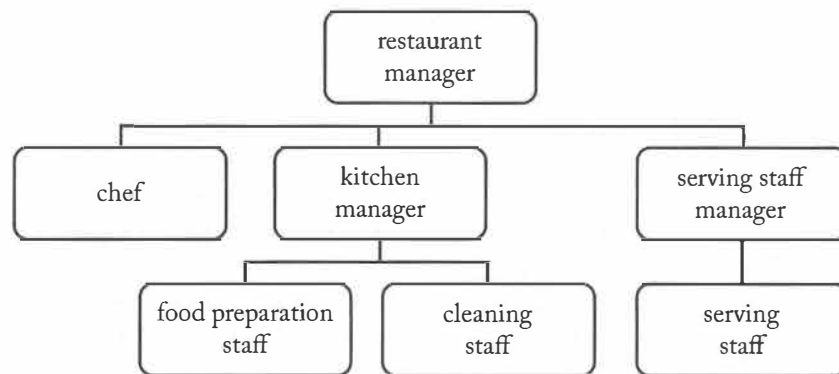 restaurant
manager
chef
kitchen
manager
serving staff
manager
food preparation
staff
cleaning
staff
serving
staff